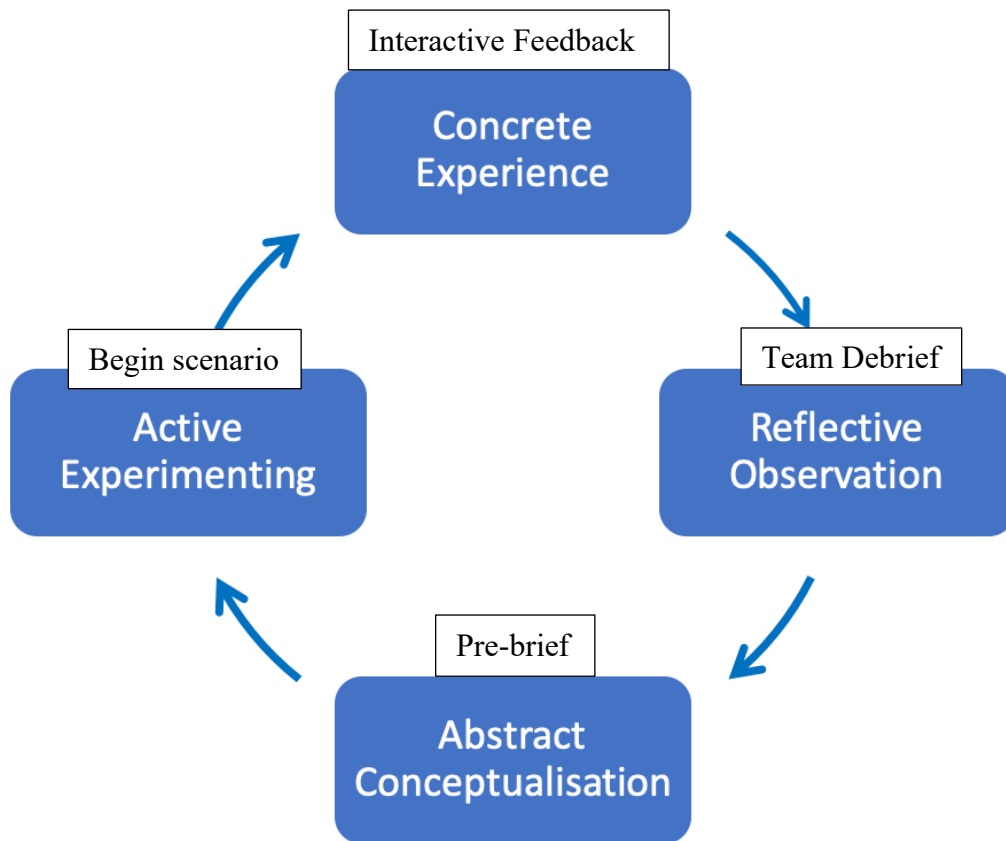 Interactive Feedback
Concrete
Experience
Begin scenario
Active
Experimenting
Team Debrief
Reflective
Observation
Pre-brief
Abstract
Conceptualisation